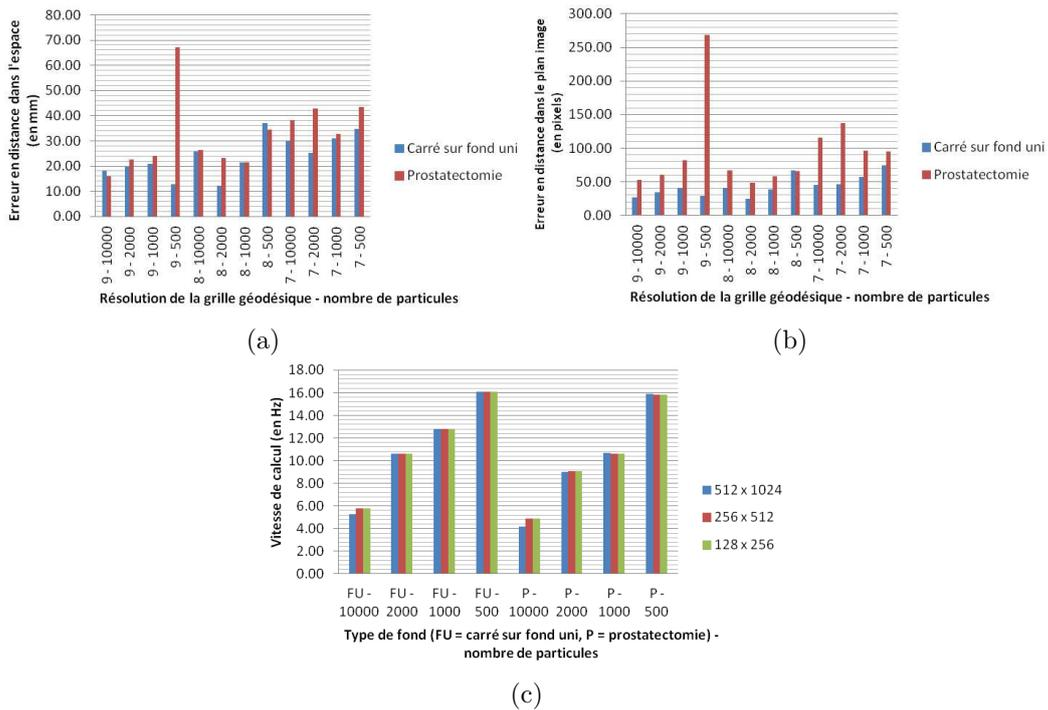 80.00
70.00
60.00
50.00
40.00
30.00
20.00
10.00
0.00
Erreur en distance dans l'espace
(en mm)
9 - 10000
9 - 2000
9 - 1000
9 - 500
8 - 10000
8 - 2000
8 - 1000
8 - 500
7 - 10000
7 - 2000
7 - 1000
7 - 500
Résolution de la grille géodésique - nombre de particules
Carré sur fond uni
Prostatectomie
(a)
300.00
250.00
200.00
150.00
100.00
50.00
0.00
Erreur en distance dans le plan image
(en pixels)
9 - 10000
9 - 2000
9 - 1000
9 - 500
8 - 10000
8 - 2000
8 - 1000
8 - 500
7 - 10000
7 - 2000
7 - 1000
7 - 500
Résolution de la grille géodésique - nombre de particules
Carré sur fond uni
Prostatectomie
(b)
18.00
16.00
14.00
12.00
10.00
8.00
6.00
4.00
2.00
0.00
Vitesse de calcul (en Hz)
FU -
10000
FU -
2000
FU -
1000
FU -
500
P -
10000
P -
2000
P -
1000
P -
500
Type de fond (FU = carré sur fond uni, P = prostatectomie) -
nombre de particules
512 x 1024
256 x 512
128 x 256
(c)